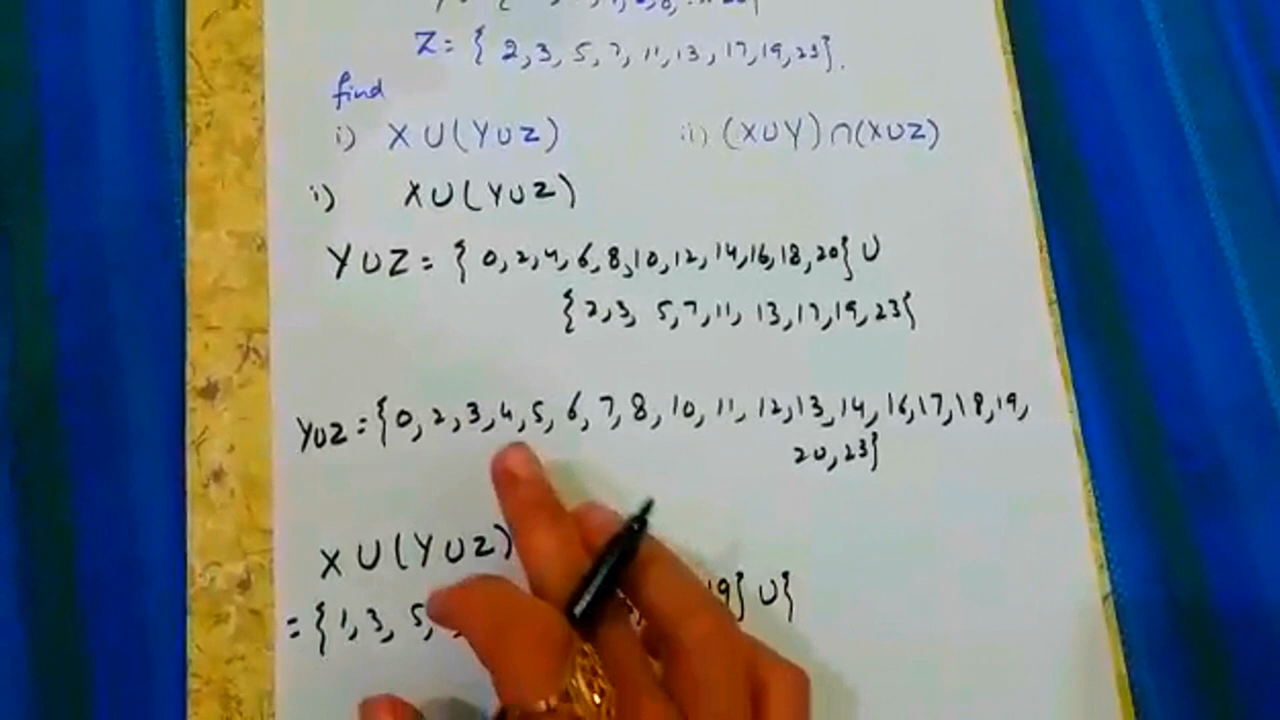 Z = { 2, 3, 5, 7, 11, 13, 17, 19, 23}.
find
i) X∪(Y∪Z) ii) (X∪Y)∩(X∪Z)
i) X∪(Y∪Z)
Y∪Z = { 0, 2, 4, 6, 8, 10, 12, 14, 16, 18, 20} ∪
{2, 3, 5, 7, 11, 13, 17, 19, 23{
Y∪Z = {0, 2, 3, 4, 5, 6, 7, 8, 10, 11, 12, 13, 14, 16, 17, 18, 19,
20, 23}
X∪(Y∪Z)
= {1, 3, 5, 19} ∪}